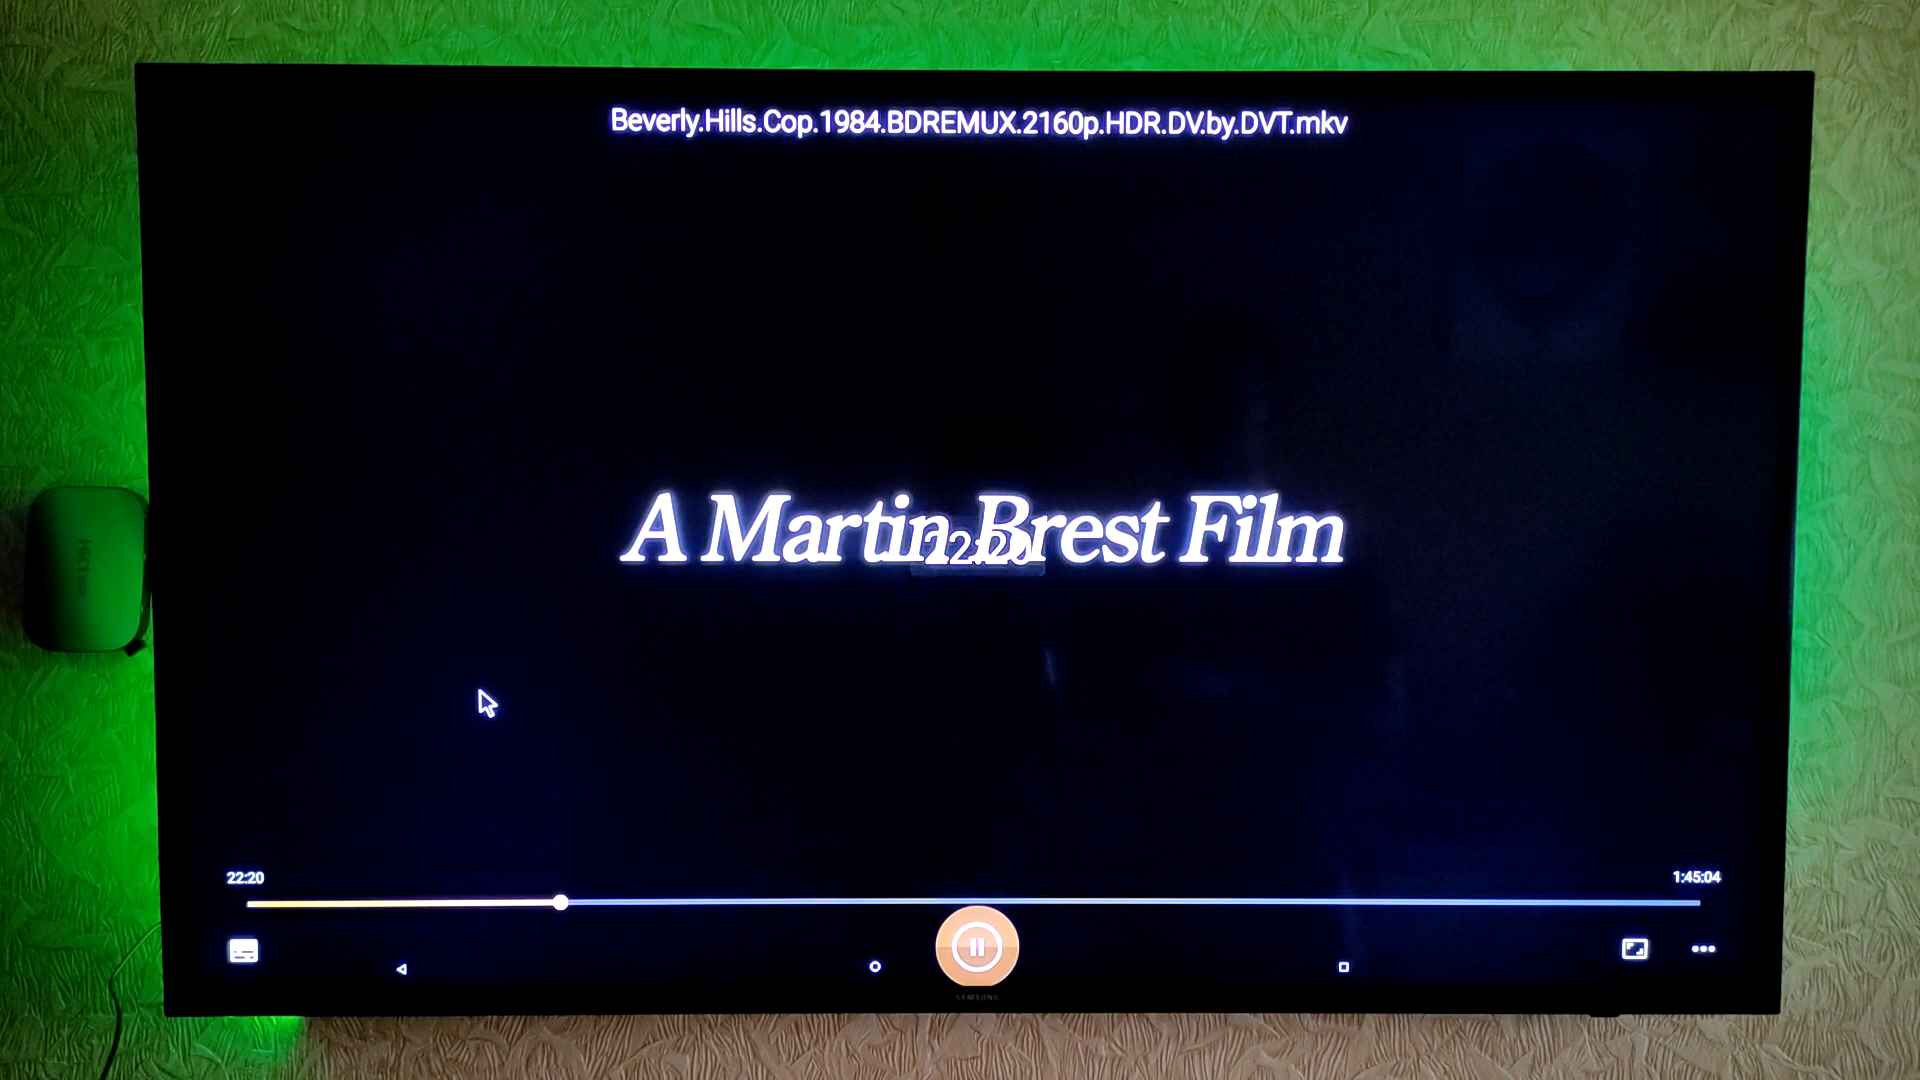 Beverly.Hills.Cop.1984.BDREMUX.2160p.HDR.DV.by.DVT.mkv
A Martin Brest Film
22:20
22:20
1:45:04
SAMSUNG